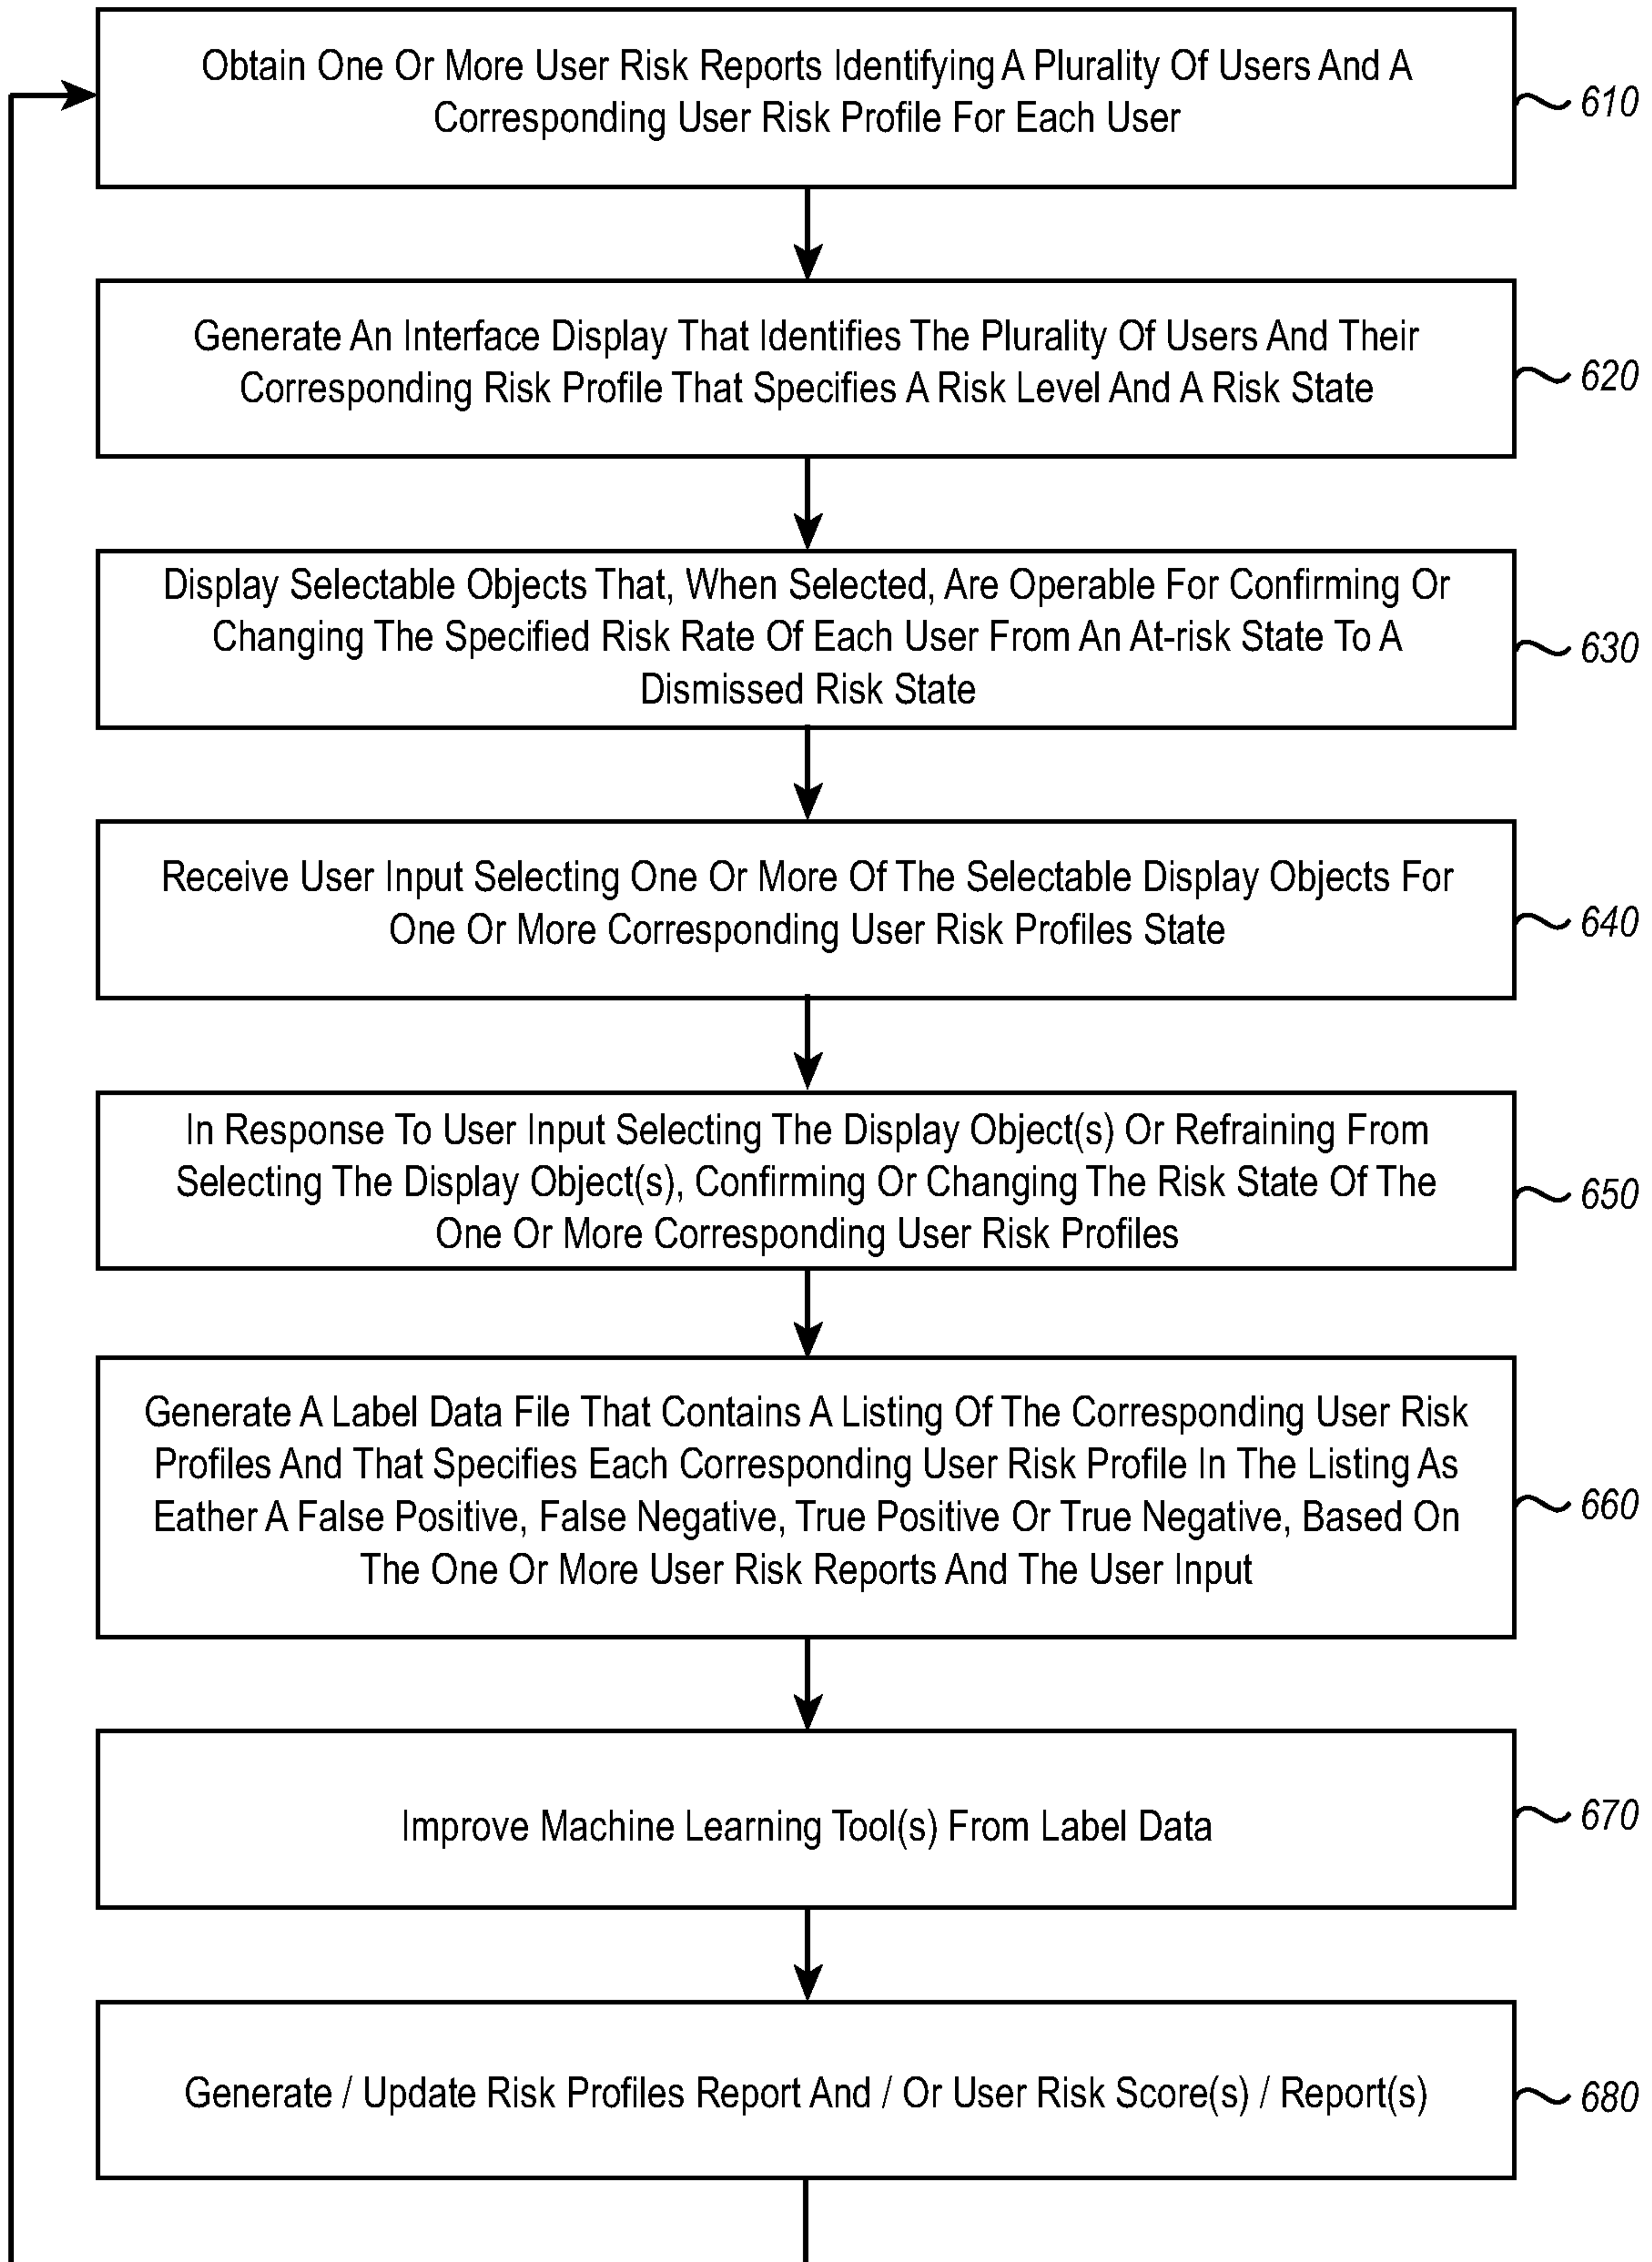 Obtain One Or More User Risk Reports Identifying A Plurality Of Users And A
Corresponding User Risk Profile For Each User
610
Generate An Interface Display That Identifies The Plurality Of Users And Their
Corresponding Risk Profile That Specifies A Risk Level And A Risk State
620
Display Selectable Objects That, When Selected, Are Operable For Confirming Or
Changing The Specified Risk Rate Of Each User From An At-risk State To A
Dismissed Risk State
630
Receive User Input Selecting One Or More Of The Selectable Display Objects For
One Or More Corresponding User Risk Profiles State
640
In Response To User Input Selecting The Display Object(s) Or Refraining From
Selecting The Display Object(s), Confirming Or Changing The Risk State Of The
One Or More Corresponding User Risk Profiles
650
Generate A Label Data File That Contains A Listing Of The Corresponding User Risk
Profiles And That Specifies Each Corresponding User Risk Profile In The Listing As
Eather A False Positive, False Negative, True Positive Or True Negative, Based On
The One Or More User Risk Reports And The User Input
660
Improve Machine Learning Tool(s) From Label Data
670
Generate / Update Risk Profiles Report And / Or User Risk Score(s) / Report(s)
680